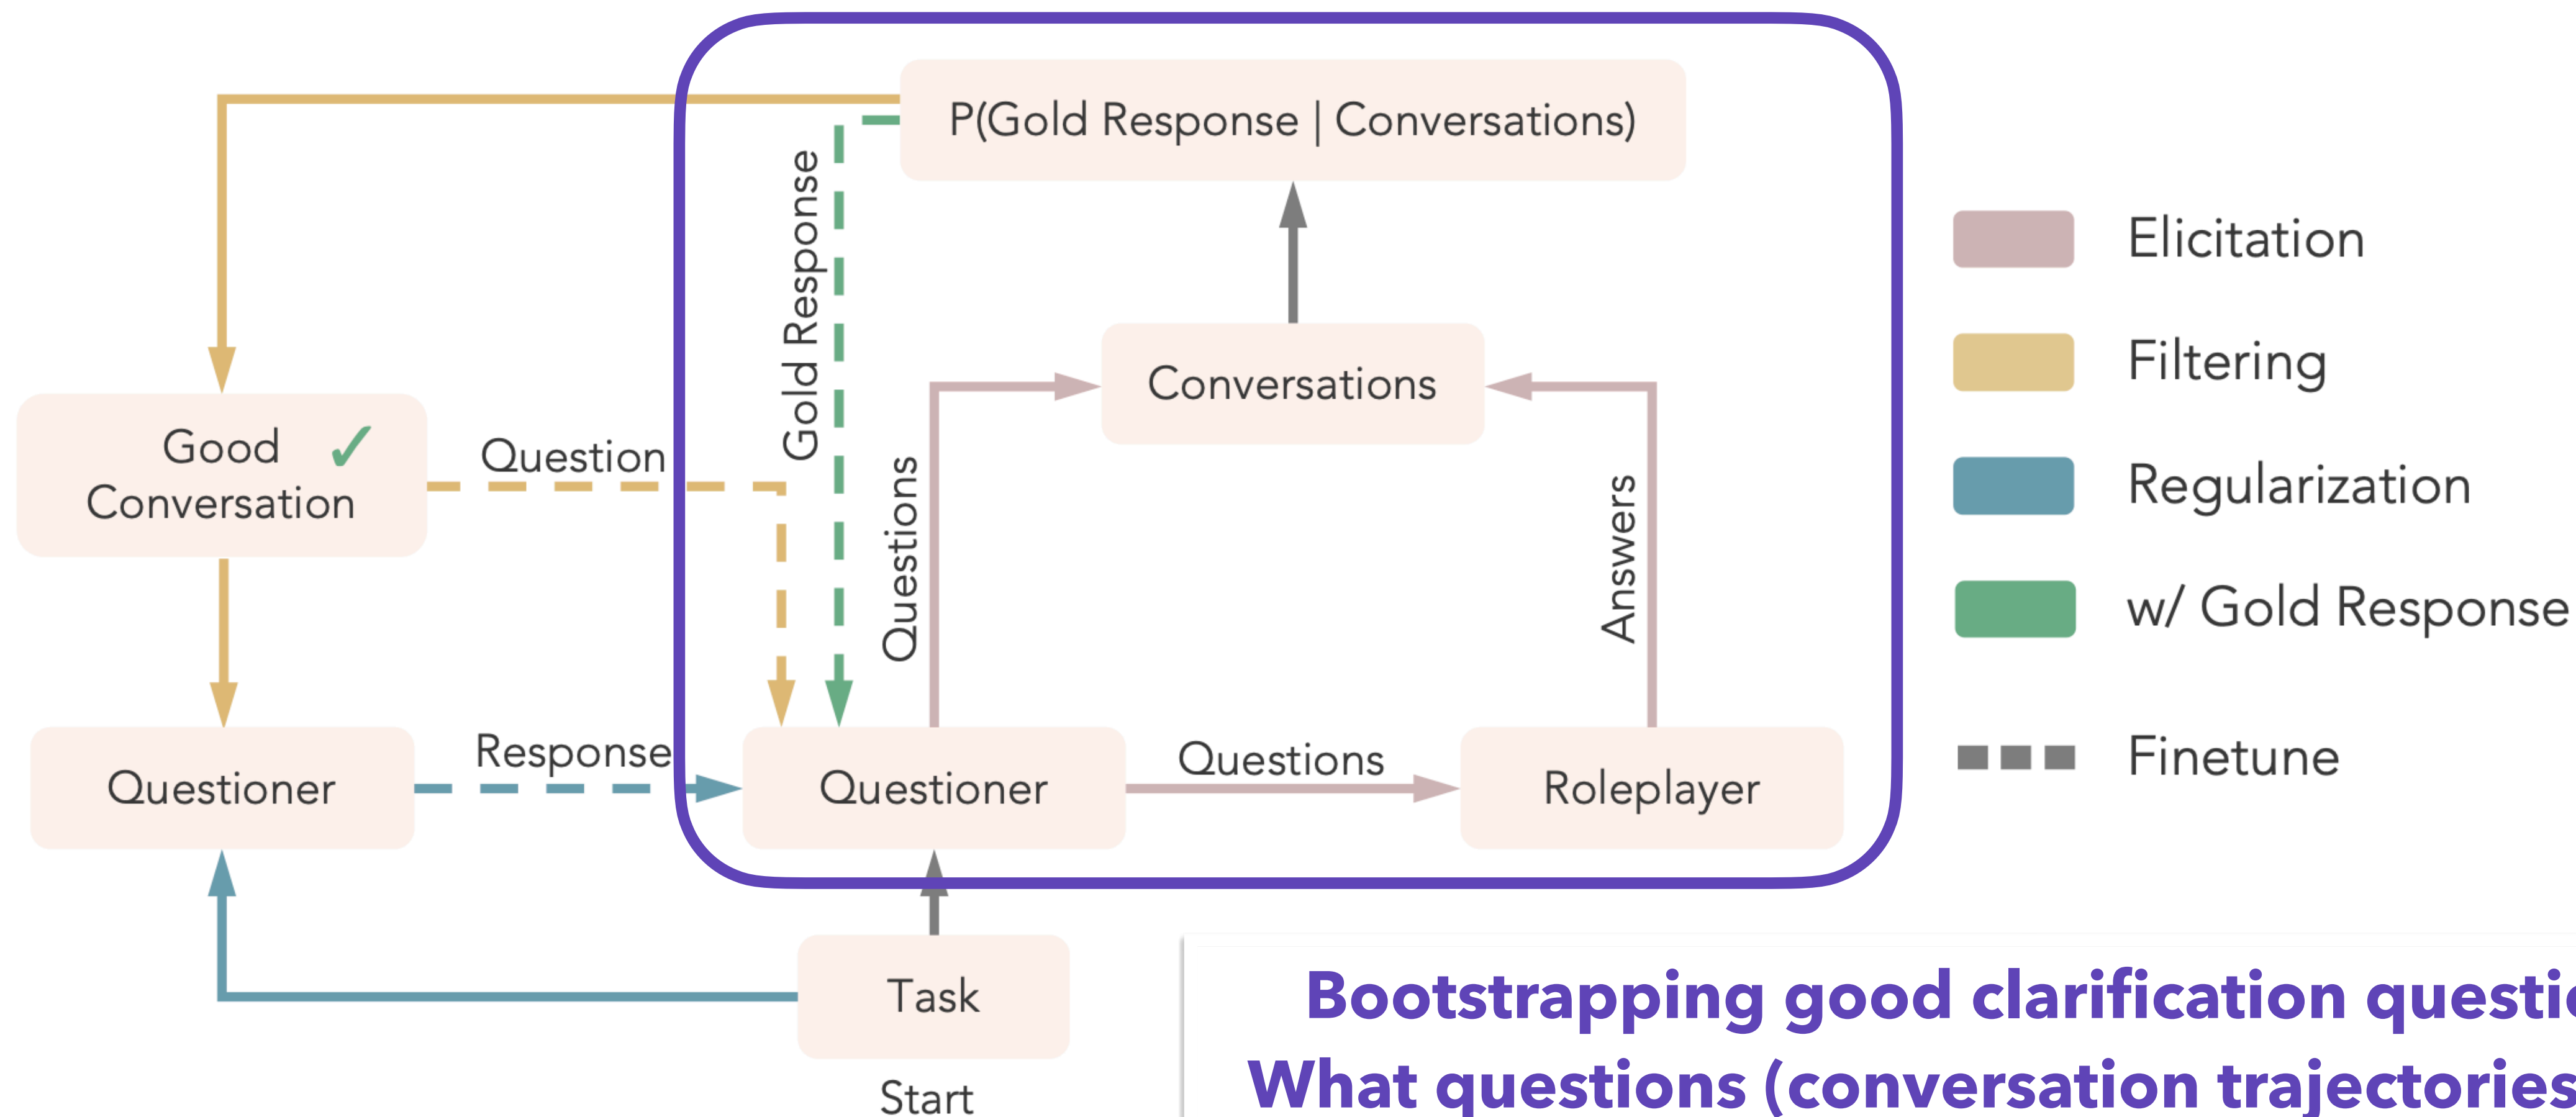 P(Gold Response | Conversations)
Gold Response
Conversations
Good
Conversation
✓
Question
Questions
Answers
Questioner
Response
Questioner
Questions
Roleplayer
Task
Start
Elicitation
Filtering
Regularization
w/ Gold Response
Finetune
Bootstrapping good clarification
What questions (conversation trajectories